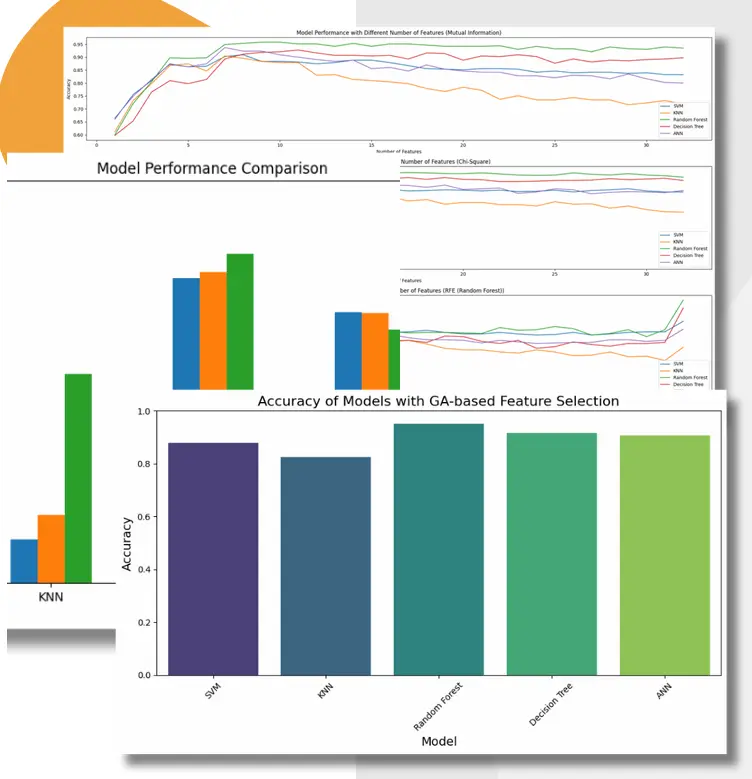 Model Performance with Different Number of Features (Mutual Information)
0.95
0.90
0.85
0.80
0.75
0.70
0.65
0.60
Accuracy
0
5
10
15
20
25
30
SVM
KNN
Random Forest
Decision Tree
ANN
Number of Features
Model Performance Comparison
Number of Features (Chi-Square)
SVM
KNN
Random Forest
Decision Tree
ANN
20
25
30
Features
ber of Features (RFE (Random Forest))
SVM
KNN
Random Forest
Decision Tree
KNN
Accuracy of Models with GA-based Feature Selection
1.0
0.8
0.6
0.4
0.2
0.0
Accuracy
SVM
KNN
Random Forest
Decision Tree
ANN
Model